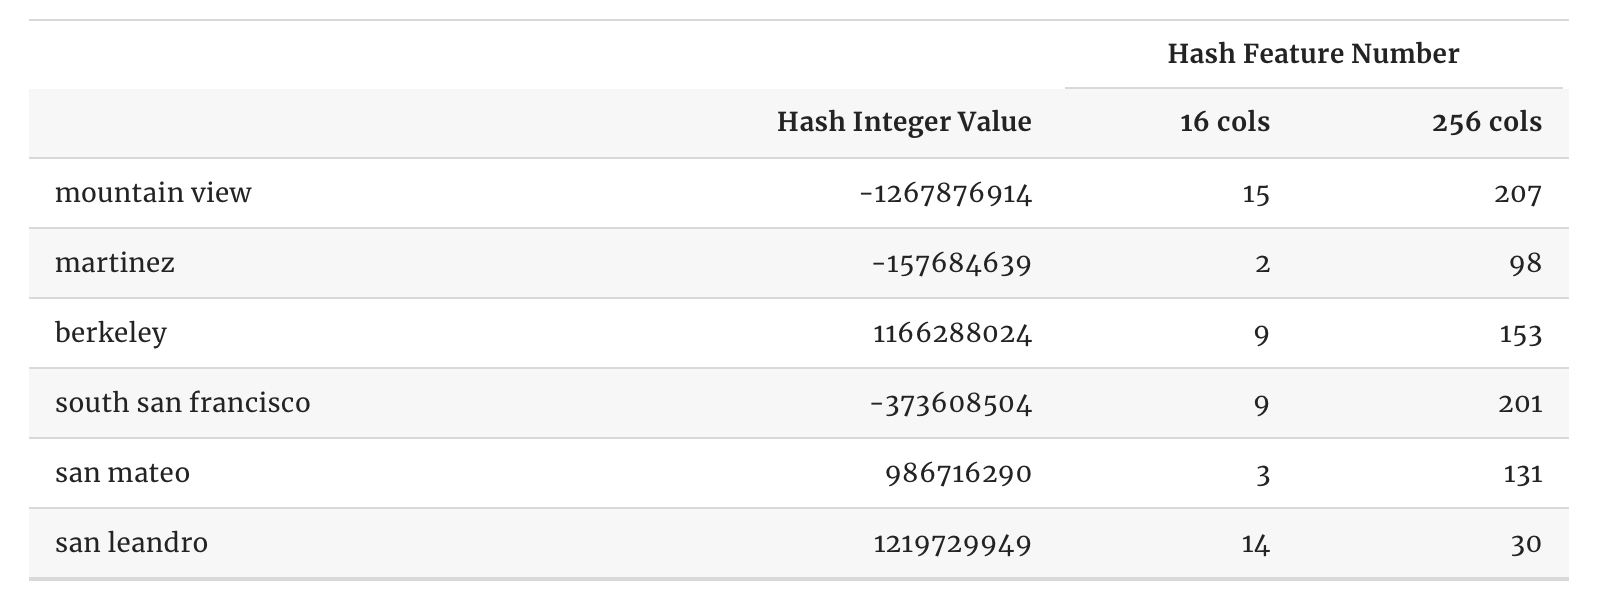 Hash Feature Number
Hash Integer Value 16 cols 256 cols
mountain view -1267876914 15 207
martinez -157684639 2 98
berkeley 1166288024 9 153
south san francisco -373608504 9 201
san mateo 986716290 3 131
san leandro 1219729949 14 30